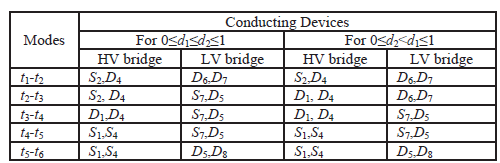 Conducting Devices
Modes
For 0≤d₁≤d₂≤1 For 0≤d₂<d₁≤1
HV bridge LV bridge HV bridge LV bridge
t₁-t₂ S₂,D₄ D₆,D₇ S₂,D₄ D₆,D₇
t₂-t₃ S₂, D₄ S₇,D₅ D₁, D₄ D₆,D₇
t₃-t₄ D₁,D₄ S₇,D₅ D₁, D₄ S₇,D₅
t₄-t₅ S₁,S₄ S₇,D₅ S₁,S₄ S₇,D₅
t₅-t₆ S₁,S₄ D₅,D₈ S₁,S₄ D₅,D₈